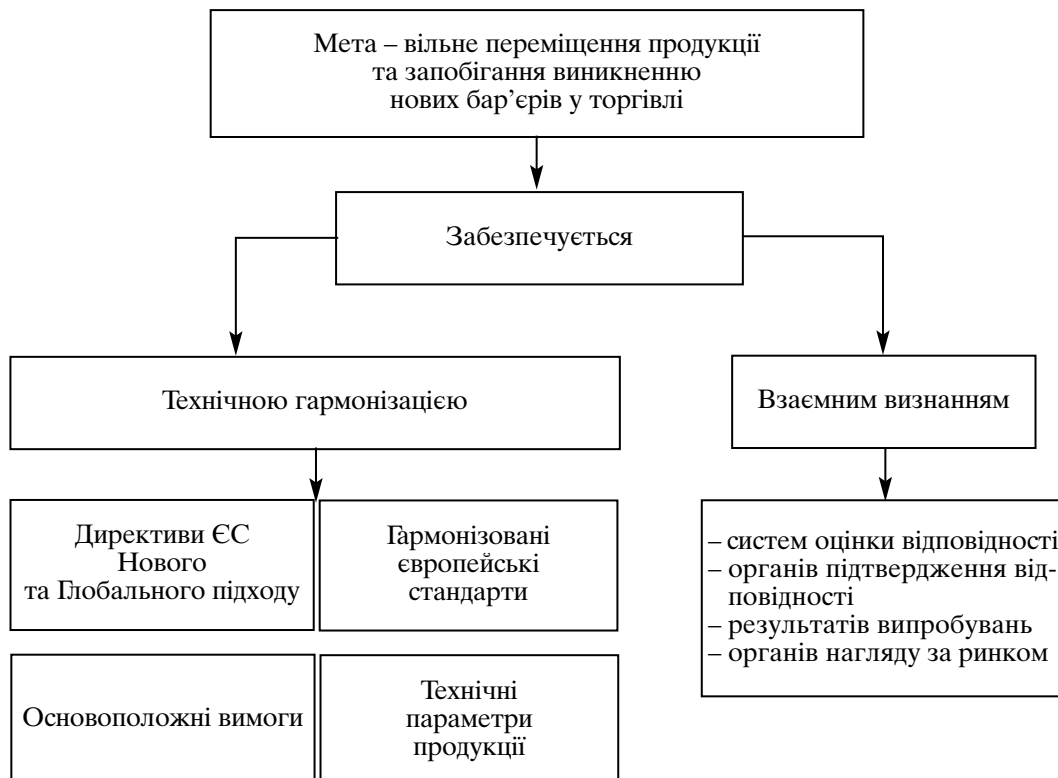 Мета – вільне переміщення продукції
та запобігання виникненню
нових бар’єрів у торгівлі
Забезпечується
Технічною гармонізацією
Взаємним визнанням
Директиви ЄС
Нового
та Глобального підходу
Гармонізовані
європейські
стандарти
– систем оцінки відповідності
– органів підтвердження від-
повідності
– результатів випробувань
– органів нагляду за ринком
Основоположні вимоги
Технічні
параметри
продукції